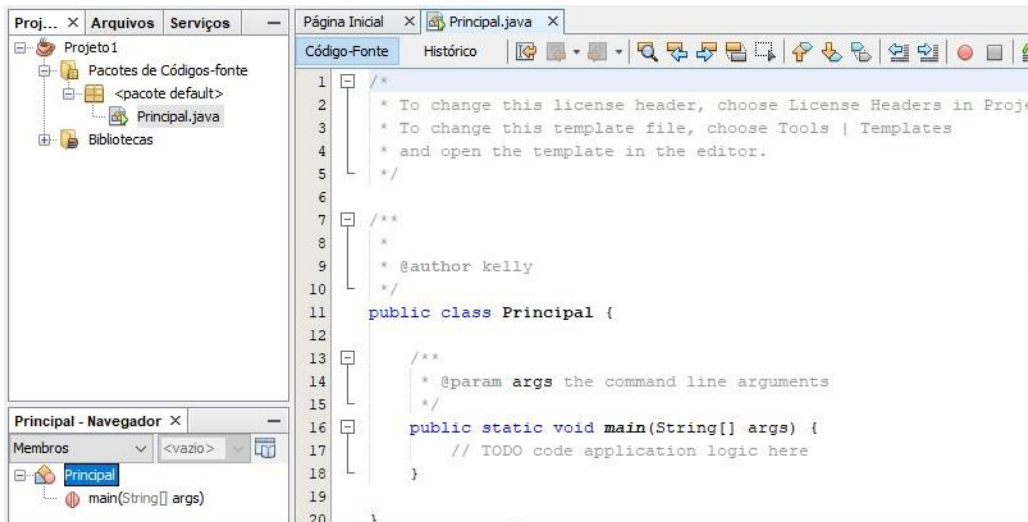 Proj... Arquivos Serviços
Projeto1
Pacotes de Códigos-fonte
<pacote default>
Principal.java
Bibliotecas
Principal - Navegador
Membros <vazio>
Principal
main(String[] args)
Página Inicial Principal.java
Código-Fonte Histórico
1 /*
2 * To change this license header, choose License Headers in Proje
3 * To change this template file, choose Tools | Templates
4 * and open the template in the editor.
5 */
6
7 /**
8 *
9 * @author kelly
10 */
11 public class Principal {
12
13 /**
14 * @param args the command line arguments
15 */
16 public static void main(String[] args) {
17 // TODO code application logic here
18 }
19
20 }